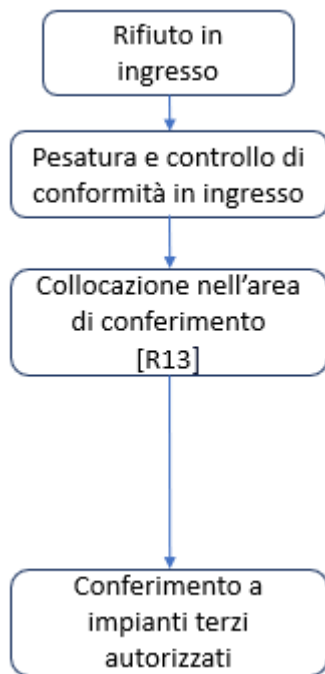 Rifiuto in
ingresso
Pesatura e controllo di
conformità in ingresso
Collocazione nell'area
di conferimento
[R13]
Conferimento a
impianti terzi
autorizzati